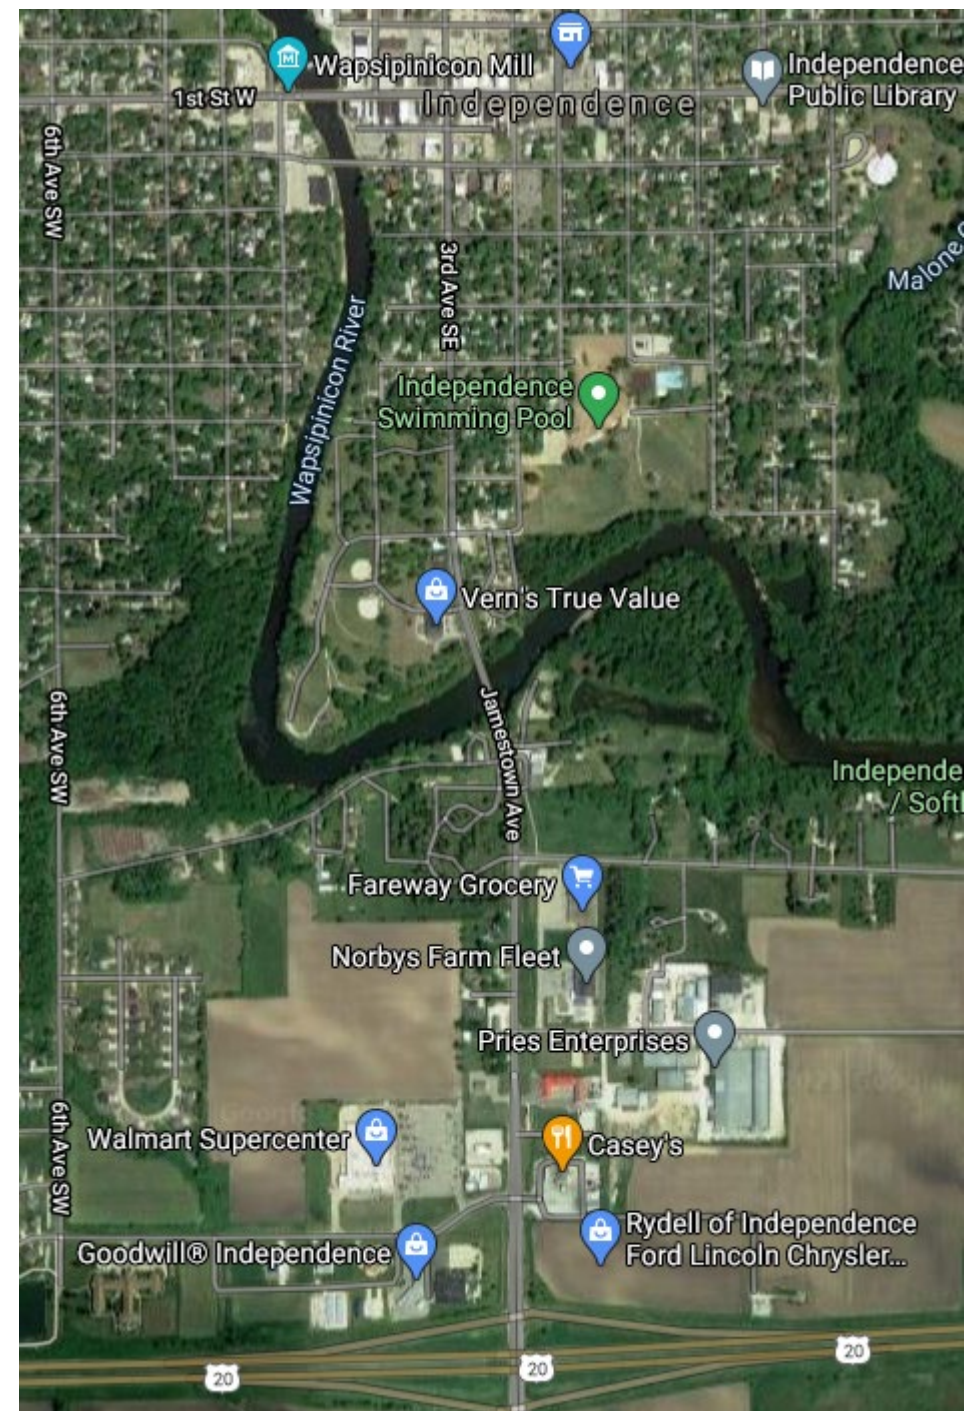 Wapsipinicon Mill
Independence
Public Library
1st St W
Independence
6th Ave SW
3rd Ave SE
Wapsipinicon River
Independence
Swimming Pool
Vern's True Value
6th Ave SW
Jamestown Ave
/
Fareway Grocery
Norbys Farm Fleet
Pries Enterprises
Walmart Supercenter
Casey's
6th Ave SW
Rydell of Independence
Ford Lincoln Chrysler...
Goodwill® Independence
20
20
20